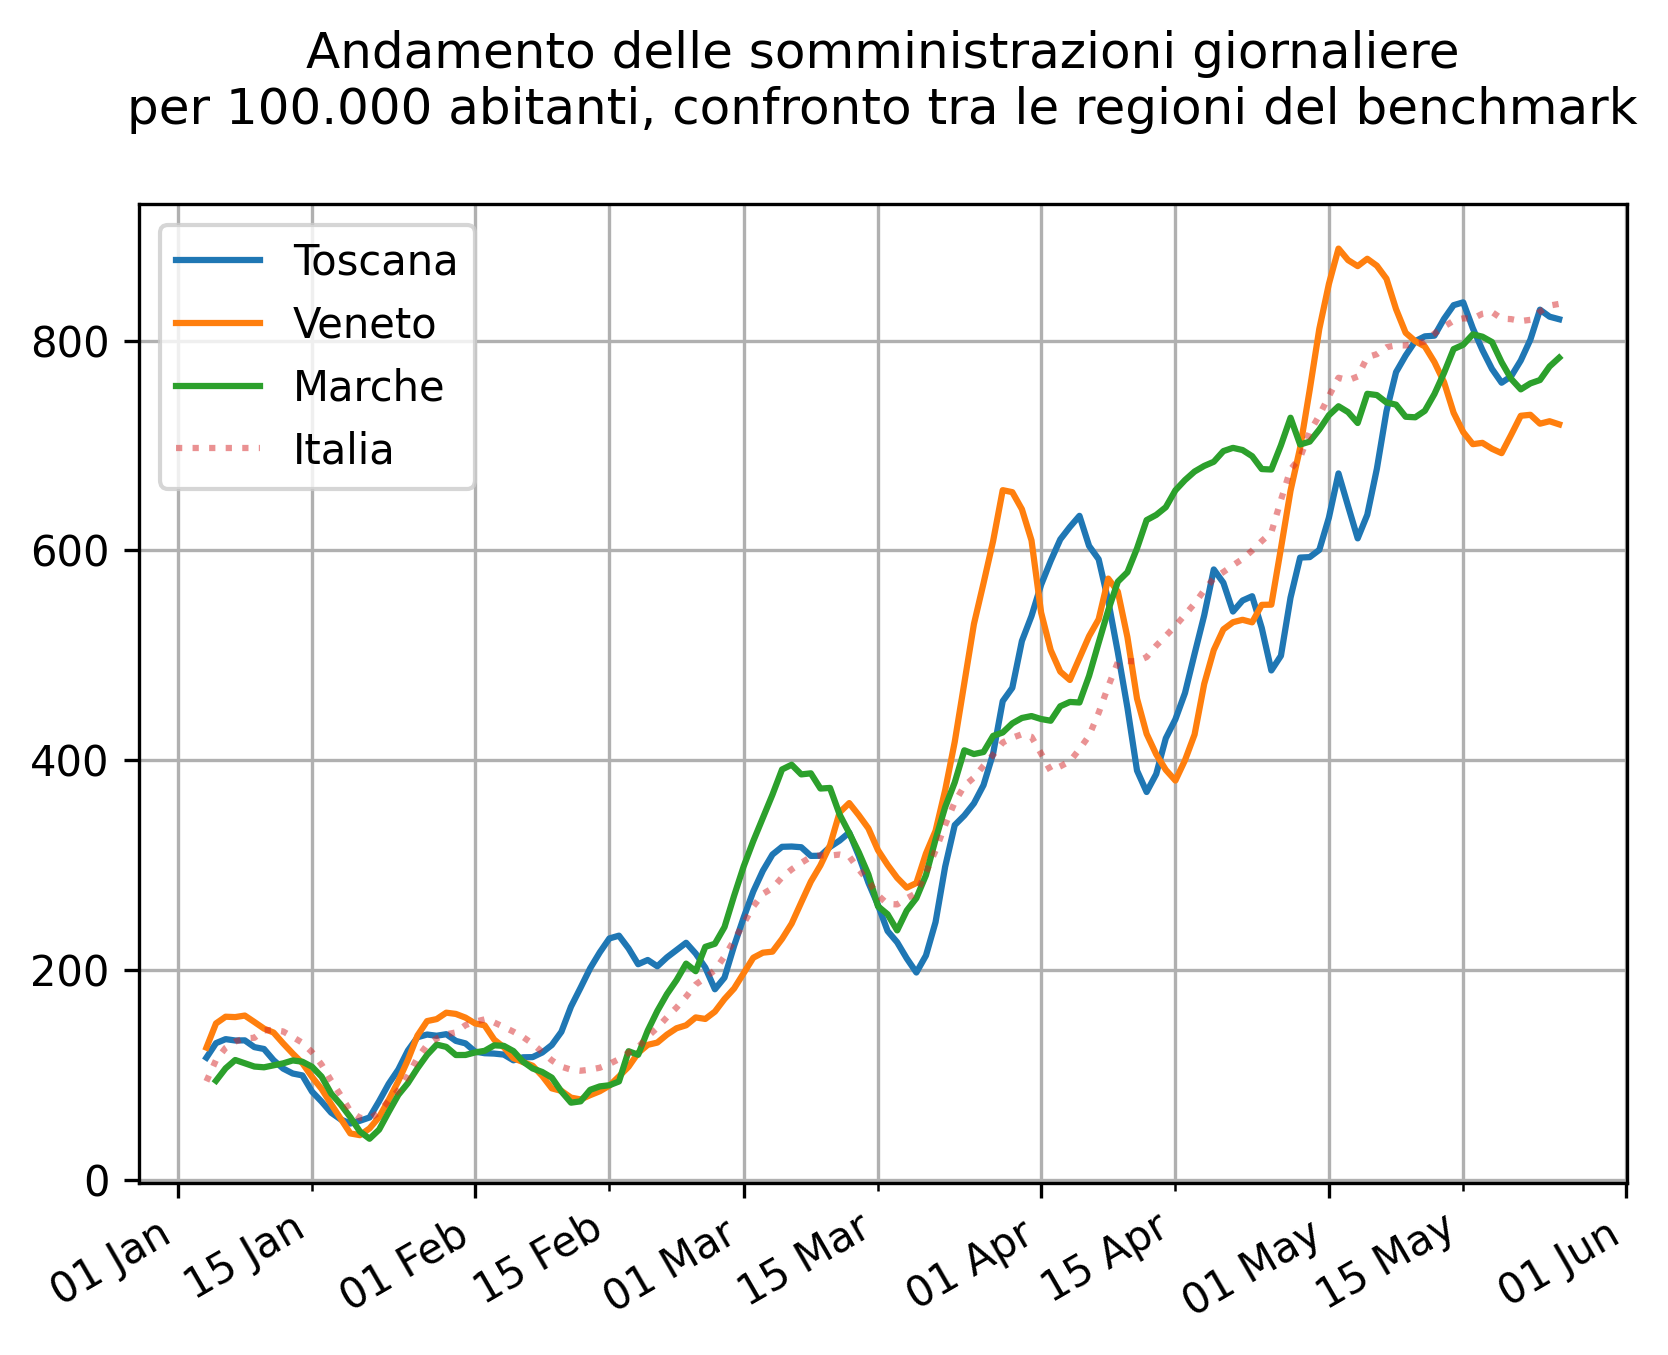 Andamento delle somministrazioni giornaliere
per 100.000 abitanti, confronto tra le regioni del benchmark
Toscana
Veneto
Marche
Italia
800
600
400
200
0
01 Jan
15 Jan
01 Feb
15 Feb
01 Mar
15 Mar
01 Apr
15 Apr
01 May
15 May
01 Jun